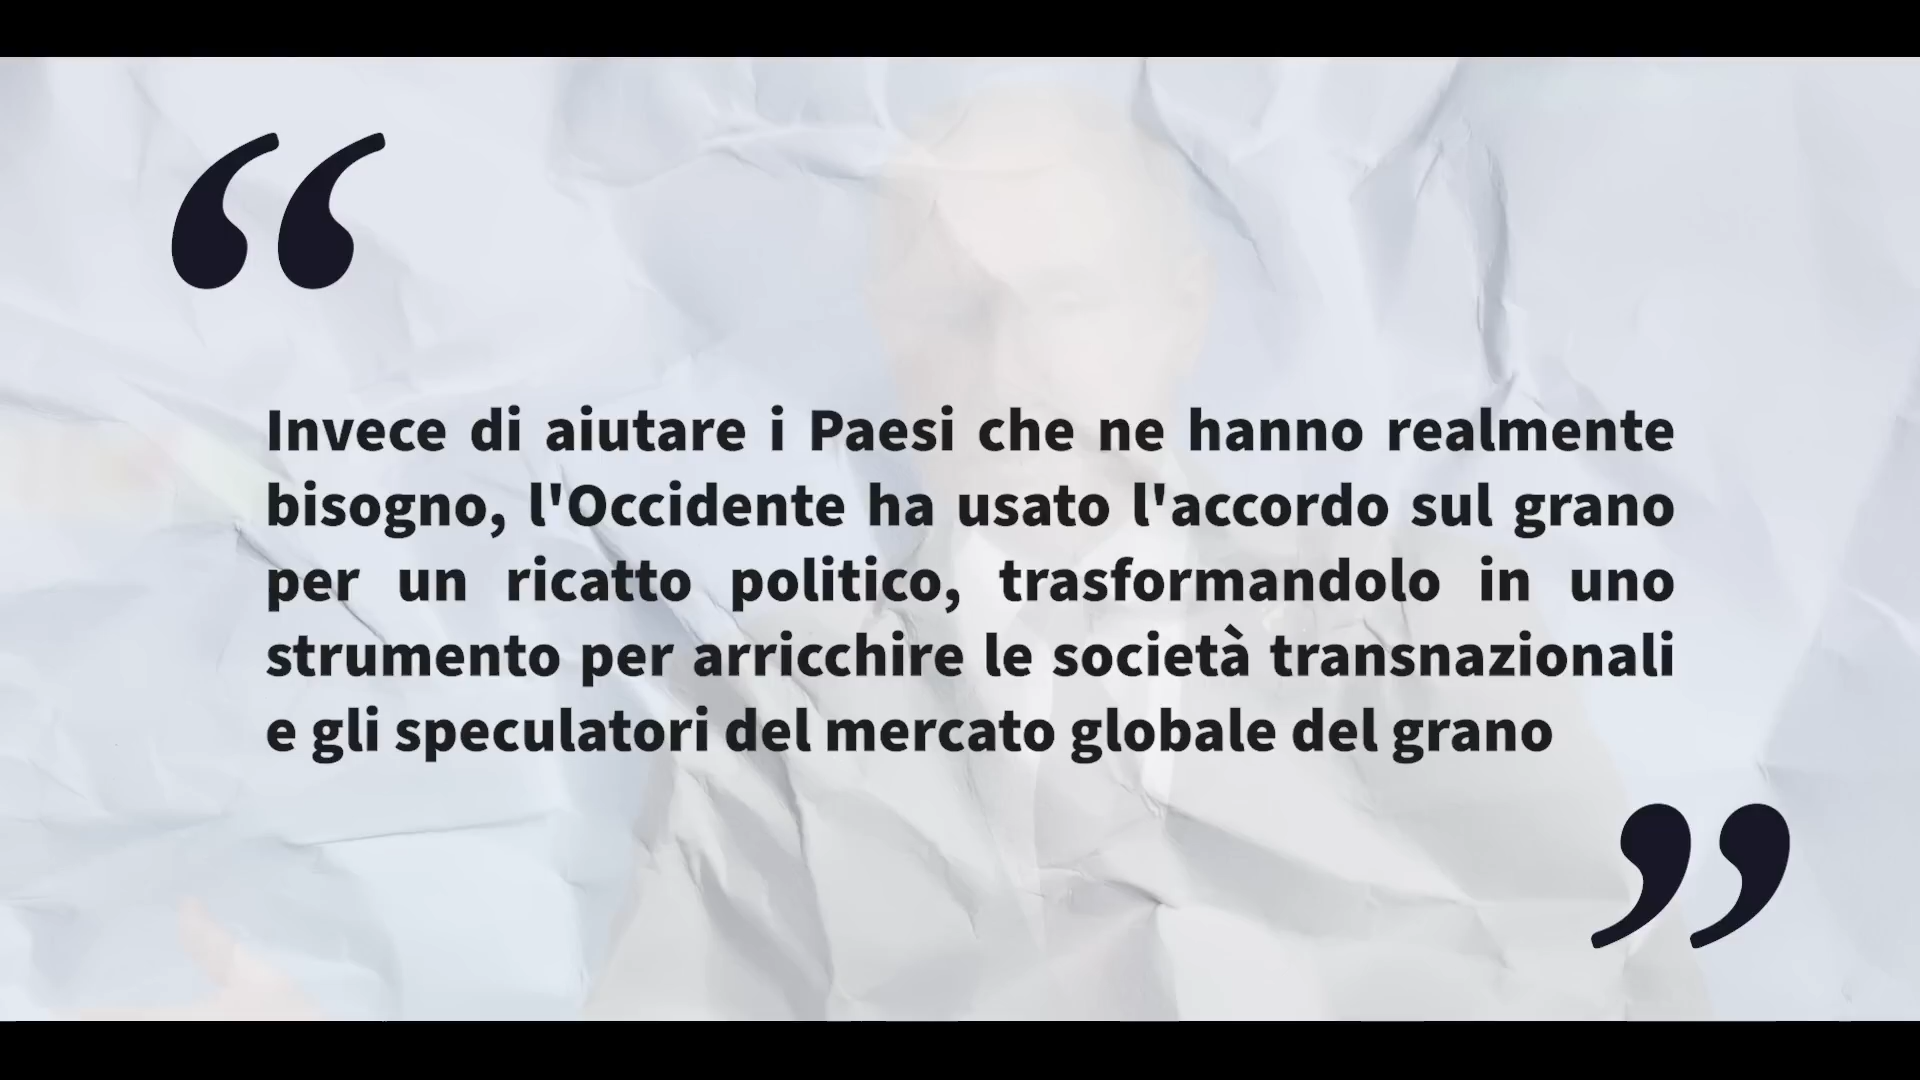 “
Invece di aiutare i Paesi che ne hanno realmente
bisogno, l'Occidente ha usato l'accordo sul grano
per un ricatto politico, trasformandolo in uno
strumento per arricchire le società transnazionali
e gli speculatori del mercato globale del grano
”